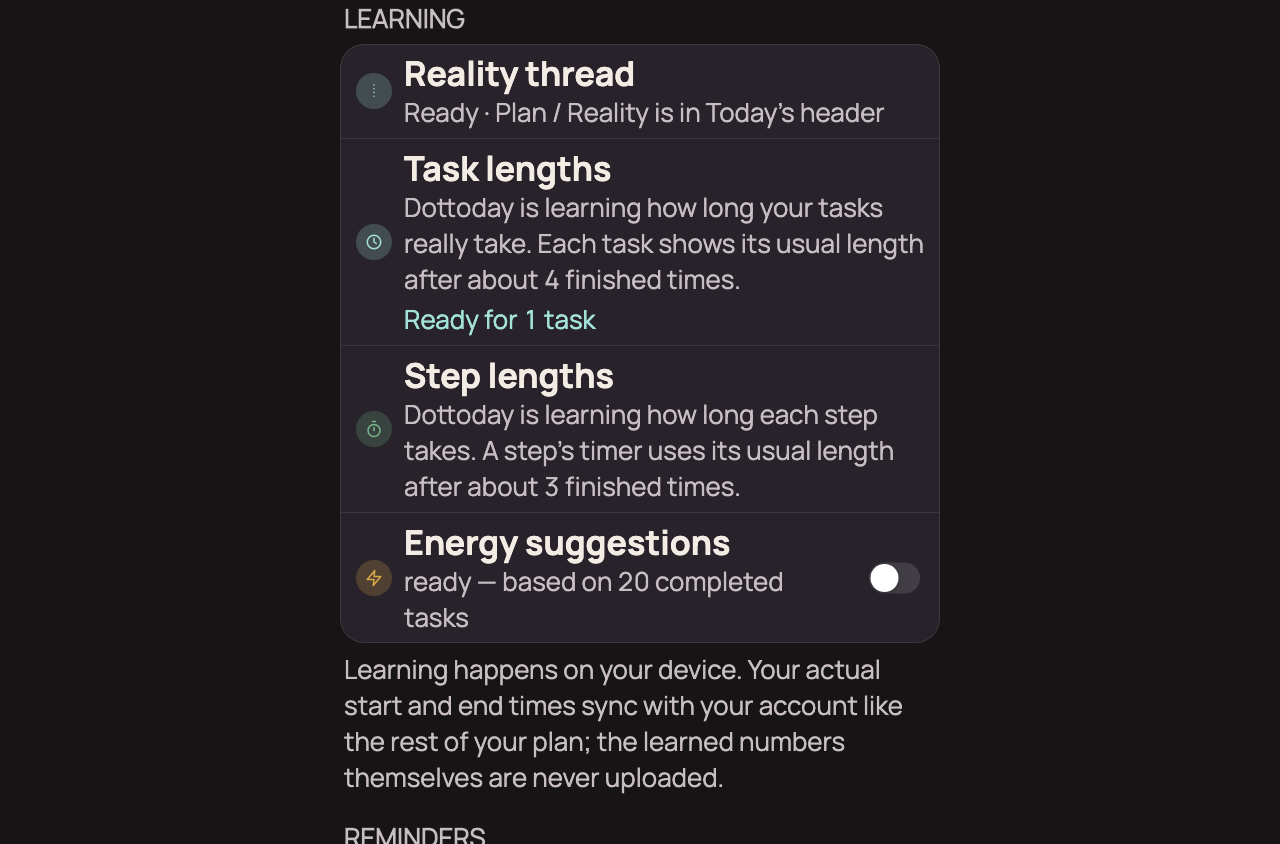 LEARNING
Reality thread
Ready · Plan / Reality is in Today's header
Task lengths
Dottoday is learning how long your tasks
really take. Each task shows its usual length
after about 4 finished times.
Ready for 1 task
Step lengths
Dottoday is learning how long each step
takes. A step's timer uses its usual length
after about 3 finished times.
Energy suggestions
ready — based on 20 completed
tasks
Learning happens on your device. Your actual
start and end times sync with your account like
the rest of your plan; the learned numbers
themselves are never uploaded.
REMINDERS